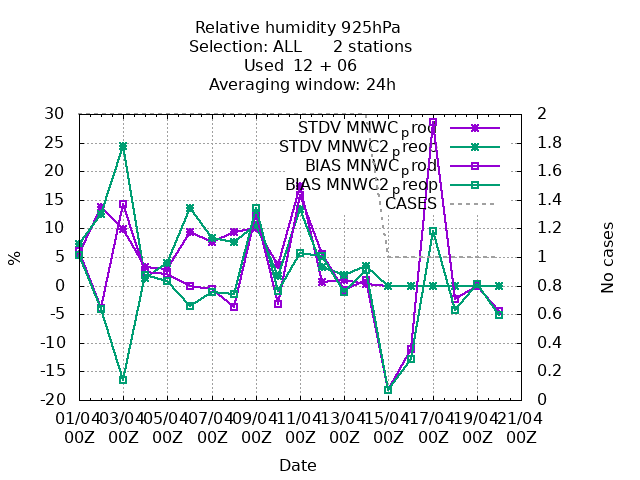 Relative humidity 925hPa
Selection: ALL 2 stations
Used 12 + 06
Averaging window: 24h
STDV MNWC_prod
STDV MNWC2_preop
BIAS MNWC_prod
BIAS MNWC2_preop
CASES
30
25
20
15
10
5
0
-5
-10
-15
-20
%
2
1.8
1.6
1.4
1.2
1
0.8
0.6
0.4
0.2
0
No cases
01/04 03/04 05/04 07/04 09/04 11/04 13/04 15/04 17/04 19/04 21/04
00Z 00Z 00Z 00Z 00Z 00Z 00Z 00Z 00Z 00Z 00Z
Date